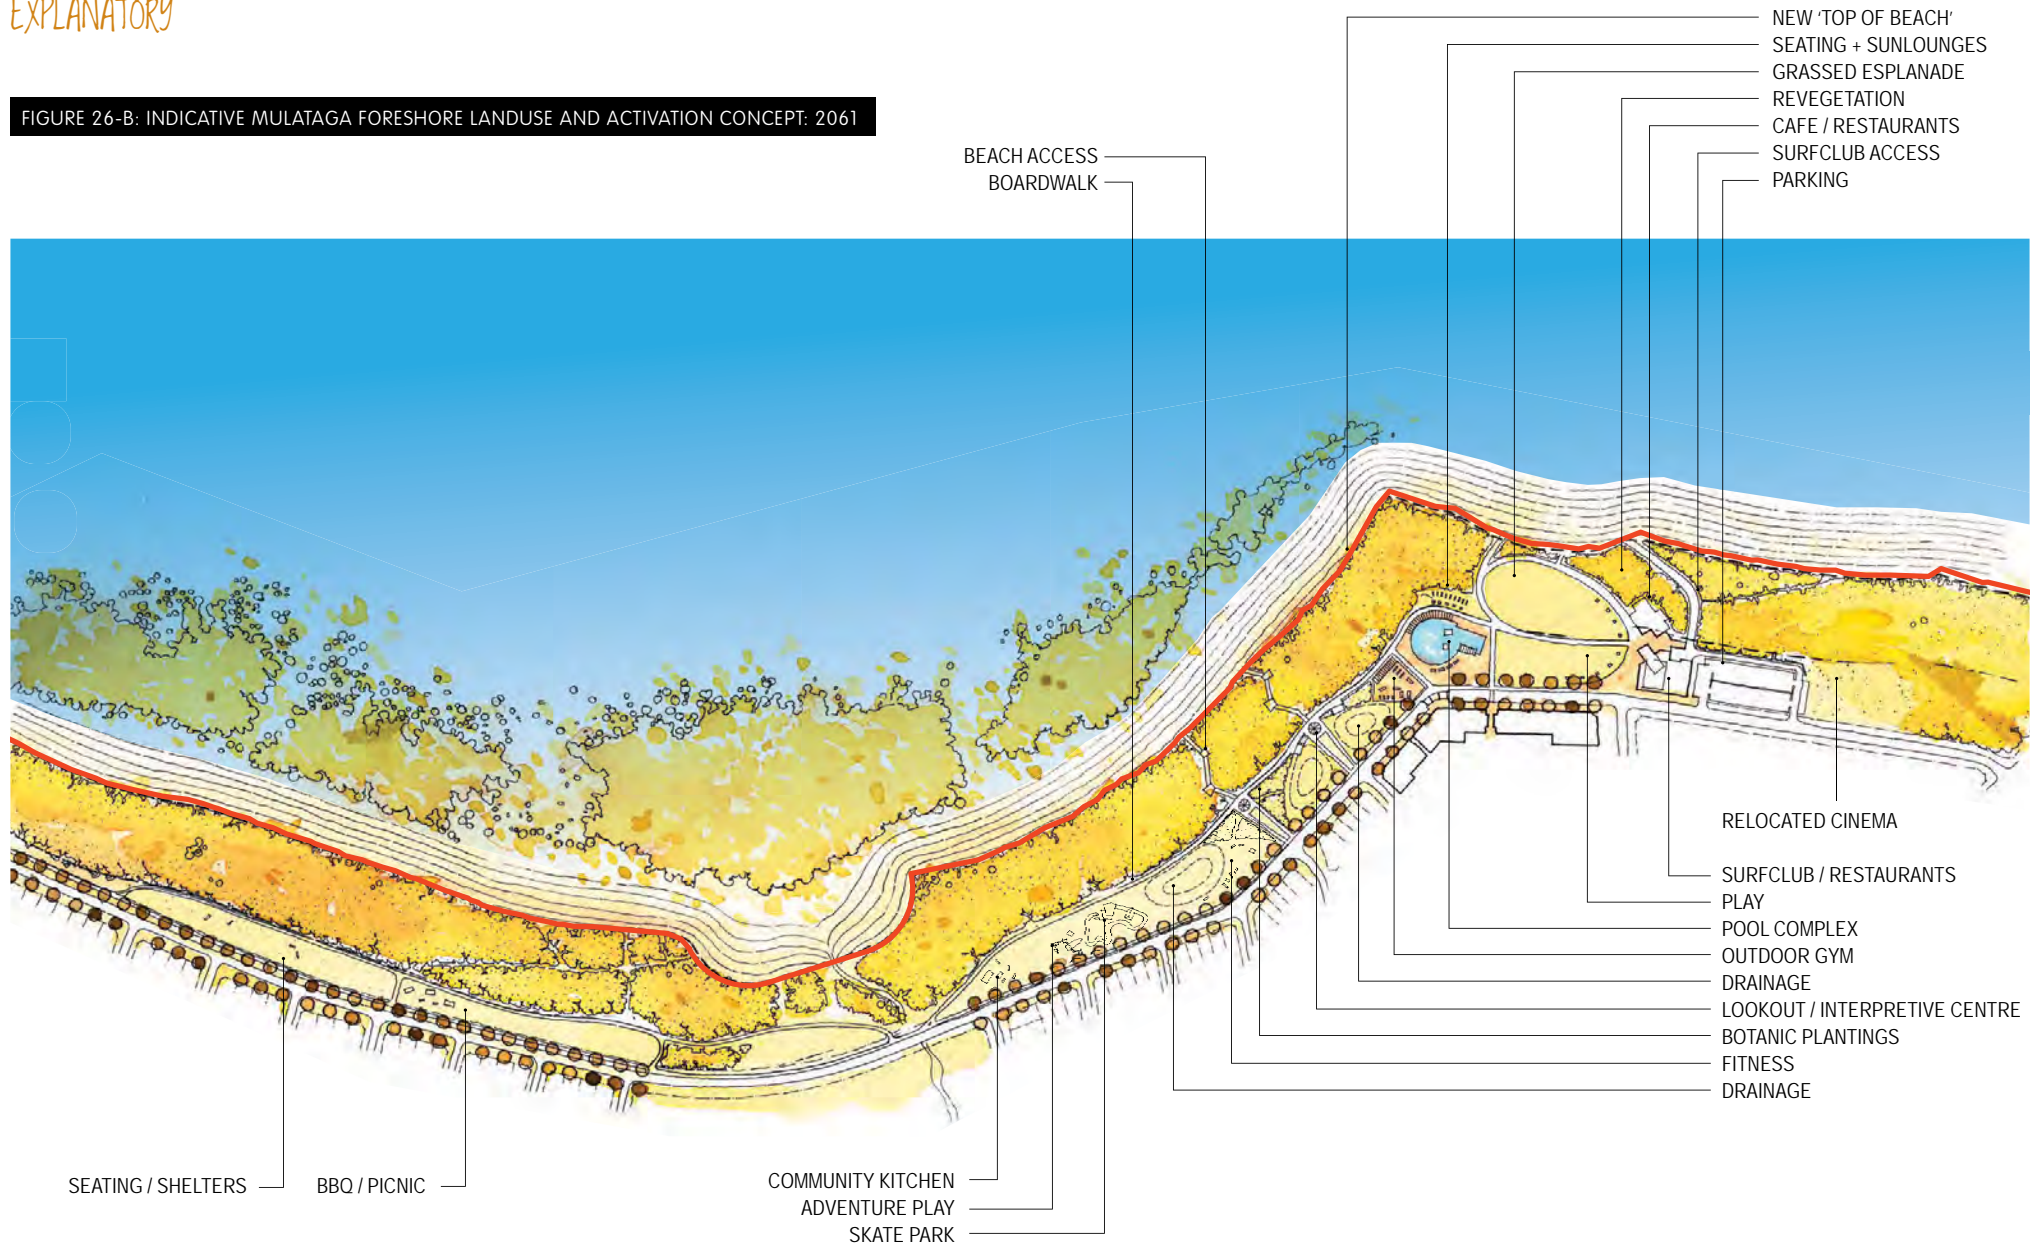 EXPLANATORY
FIGURE 26-B: INDICATIVE MULATAGA FORESHORE LANDUSE AND ACTIVATION CONCEPT: 2061
NEW 'TOP OF BEACH'
SEATING + SUNLOUNGES
GRASSED ESPLANADE
REVEGETATION
CAFE / RESTAURANTS
SURFCLUB ACCESS
PARKING
BEACH ACCESS
BOARDWALK
RELOCATED CINEMA
SURFCLUB / RESTAURANTS
PLAY
POOL COMPLEX
OUTDOOR GYM
DRAINAGE
LOOKOUT / INTERPRETIVE CENTRE
BOTANIC PLANTINGS
FITNESS
DRAINAGE
SEATING / SHELTERS
BBQ / PICNIC
COMMUNITY KITCHEN
ADVENTURE PLAY
SKATE PARK